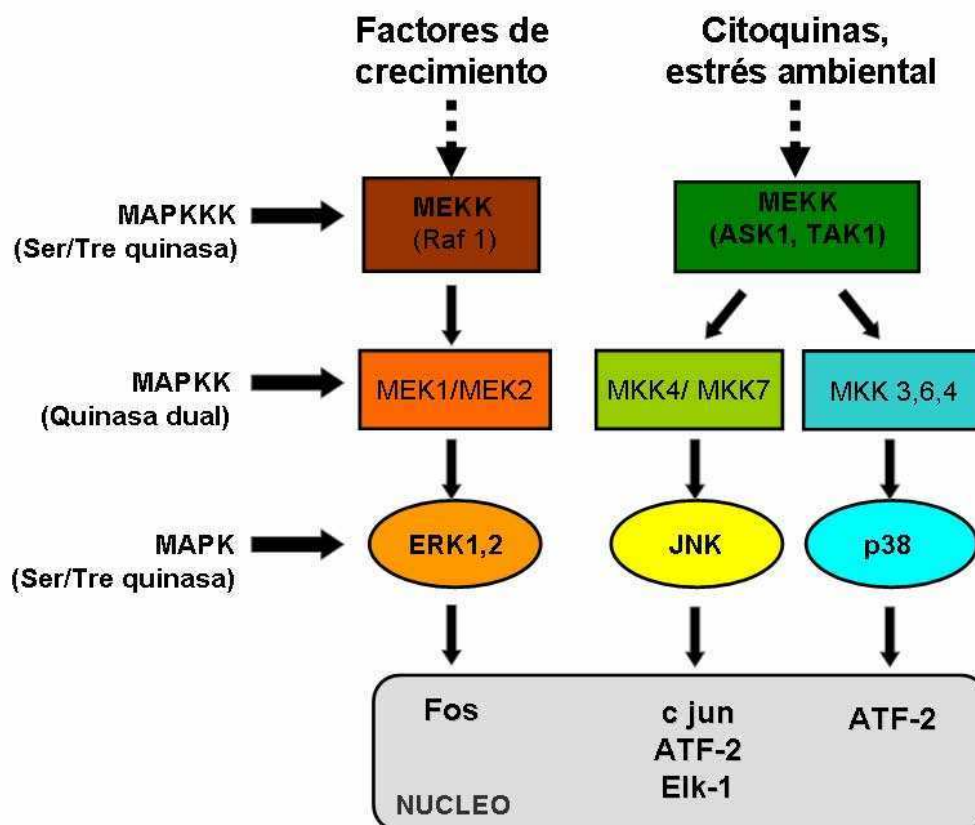 Factores de
crecimiento
Citoquinas,
estrés ambiental
MAPKKK
(Ser/Tre quinasa)
MEKK
(Raf 1)
MEKK
(ASK1, TAK1)
MAPKK
(Quinasa dual)
MEK1/MEK2
MKK4/ MKK7
MKK 3,6,4
MAPK
(Ser/Tre quinasa)
ERK1,2
JNK
p38
Fos
c jun
ATF-2
Elk-1
ATF-2
NUCLEO